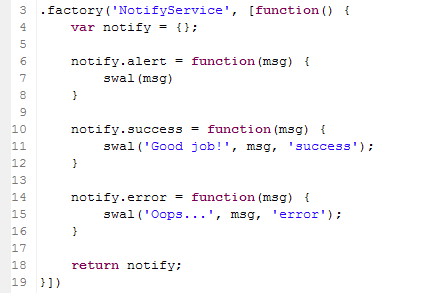 3 .factory('NotifyService', [function() {
4     var notify = {};
5
6     notify.alert = function(msg) {
7         swal(msg)
8     }
9
10     notify.success = function(msg) {
11         swal('Good job!', msg, 'success');
12     }
13
14     notify.error = function(msg) {
15         swal('Oops...', msg, 'error');
16     }
17
18     return notify;
19 }])